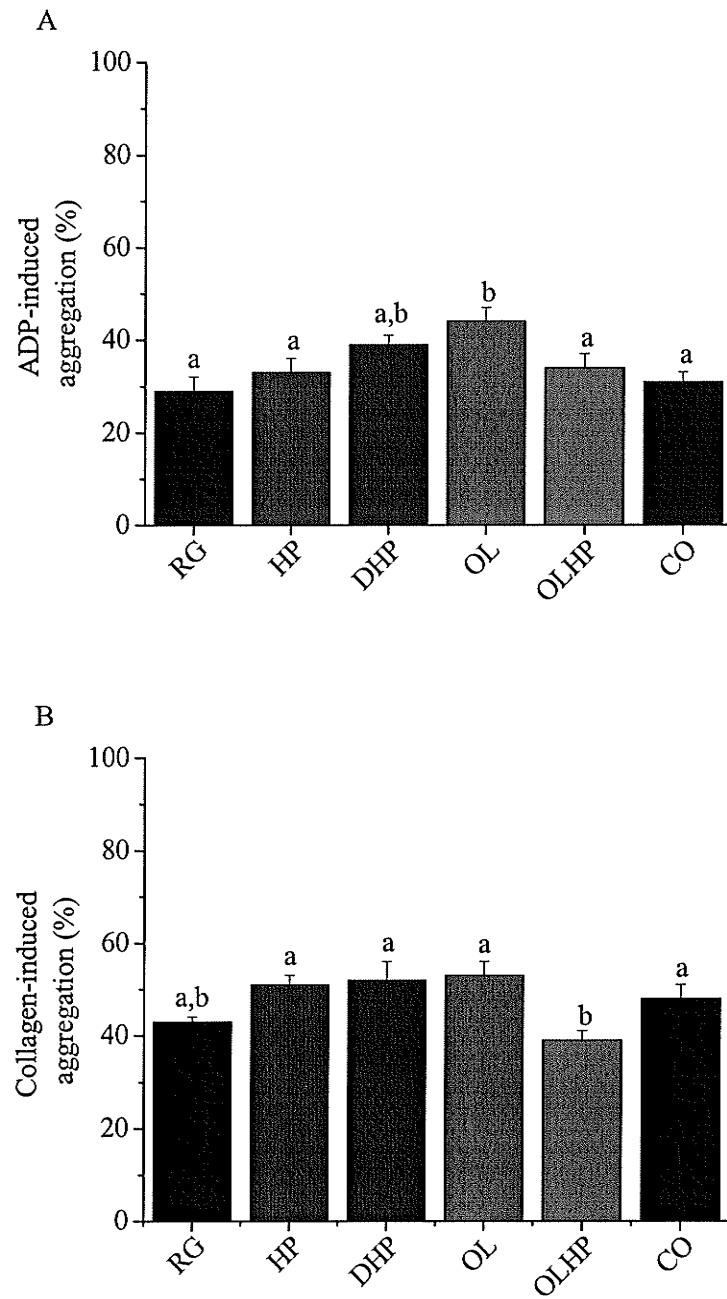 A
100
80
60
40
20
0
ADP-induced
aggregation (%)
a
a
a,b
b
a
a
RG
HP
DHP
OL
OLHP
CO
B
100
80
60
40
20
0
Collagen-induced
aggregation (%)
a,b
a
a
a
b
a
RG
HP
DHP
OL
OLHP
CO